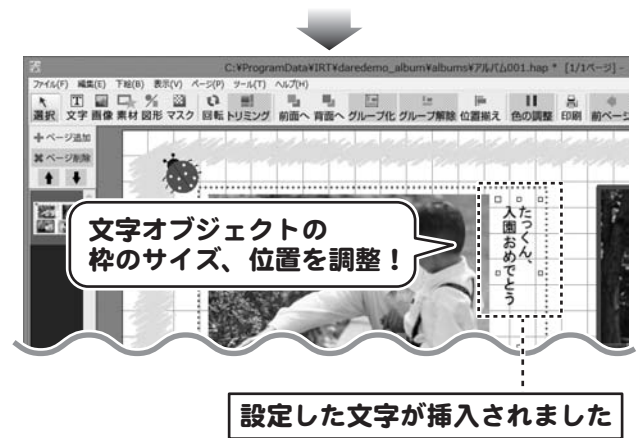 C:¥ProgramData¥IRT¥daredemo_album¥albums¥アルバム001.hap * [1/1ページ] -
ファイル(F) 編集(E) 下絵(B) 表示(V) ページ(P) ツール(T) ヘルプ(H)
選択 文字 画像 素材 図形 マスク 回転 トリミング 前面へ 背面へ グループ化 グループ解除 位置揃え 色の調整 印刷 前ページ
ページ追加
ページ削除
文字オブジェクトの
枠のサイズ、位置を調整！
たっくん、
入園おめでとう
設定した文字が挿入されました